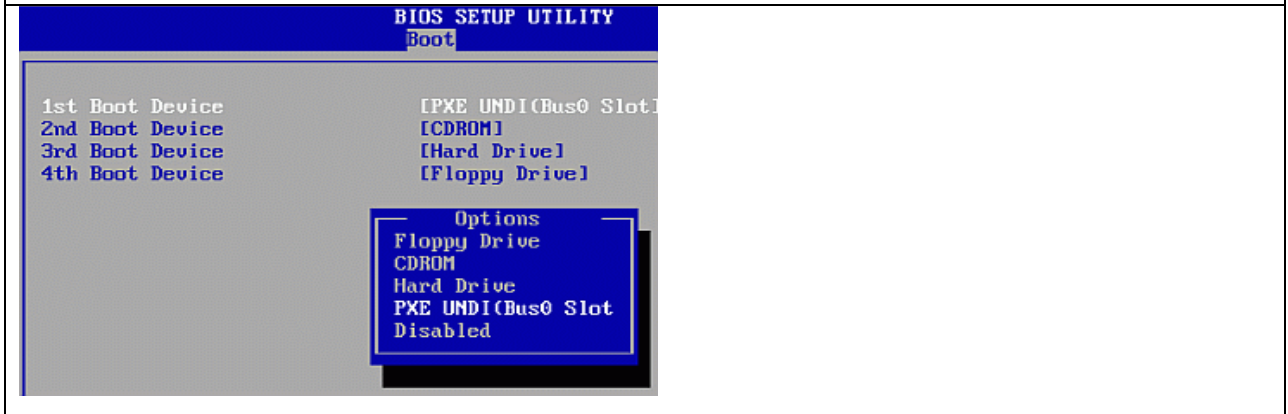 BIOS SETUP UTILITY
Boot
1st Boot Device [PXE UNDI(Bus0 Slot]
2nd Boot Device [CDROM]
3rd Boot Device [Hard Drive]
4th Boot Device [Floppy Drive]
Options
Floppy Drive
CDROM
Hard Drive
PXE UNDI(Bus0 Slot
Disabled